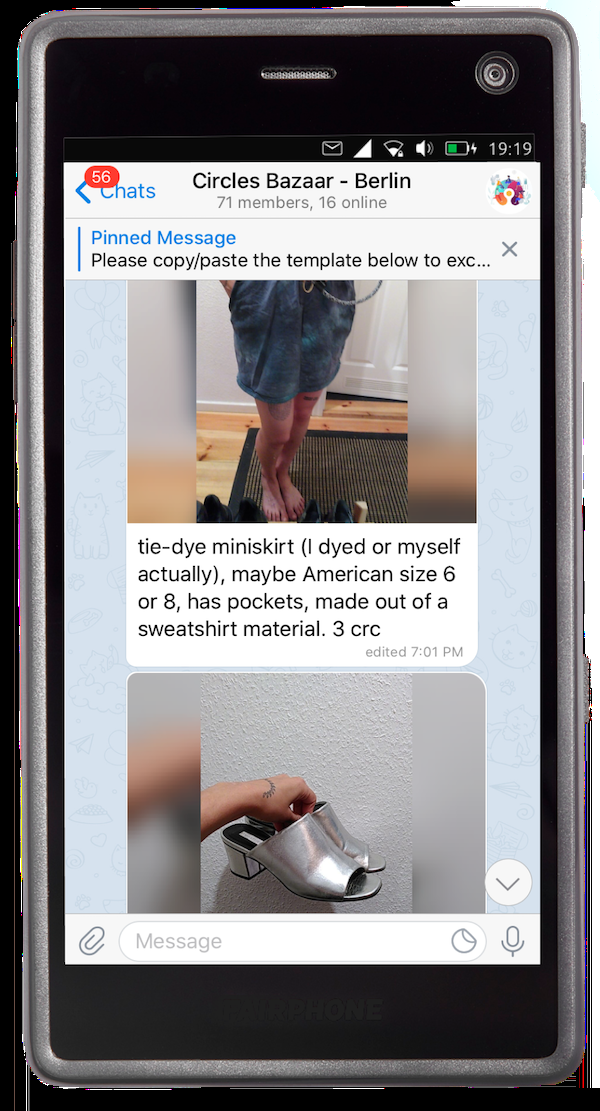 19:19
56
Chats
Circles Bazaar - Berlin
71 members, 16 online
Pinned Message
Please copy/paste the template below to exc...
tie-dye miniskirt (I dyed or myself
actually), maybe American size 6
or 8, has pockets, made out of a
sweatshirt material. 3 crc
edited 7:01 PM
Message
FAIRPHONE